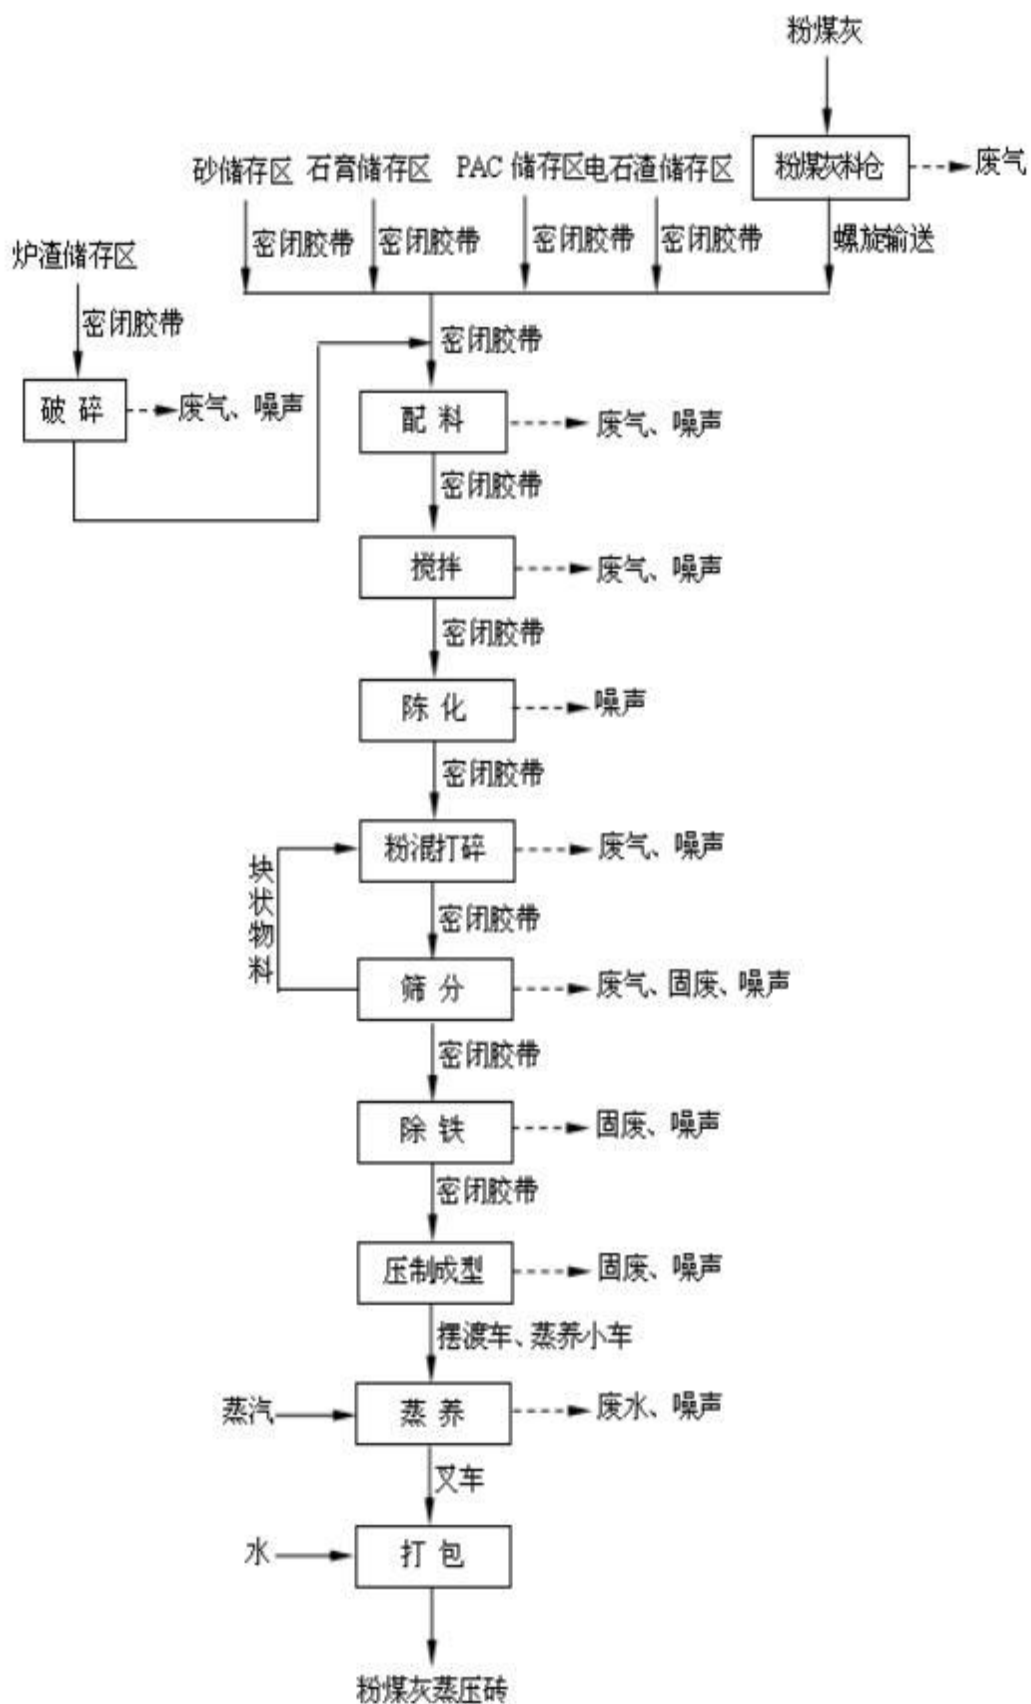 粉煤灰
砂储存区 石膏储存区 PAC 储存区 电石渣储存区 粉煤灰料仓 废气
密闭胶带 密闭胶带 密闭胶带 密闭胶带 螺旋输送
炉渣储存区
密闭胶带 密闭胶带
破碎 废气、噪声 配料 废气、噪声
密闭胶带
搅拌 废气、噪声
密闭胶带
陈化 噪声
密闭胶带
粉混打碎 废气、噪声
块状物料 密闭胶带
筛分 废气、固废、噪声
密闭胶带
除铁 固废、噪声
密闭胶带
压制成型 固废、噪声
摆渡车、蒸养小车
蒸汽 蒸养 废水、噪声
叉车
水 打包
粉煤灰蒸压砖